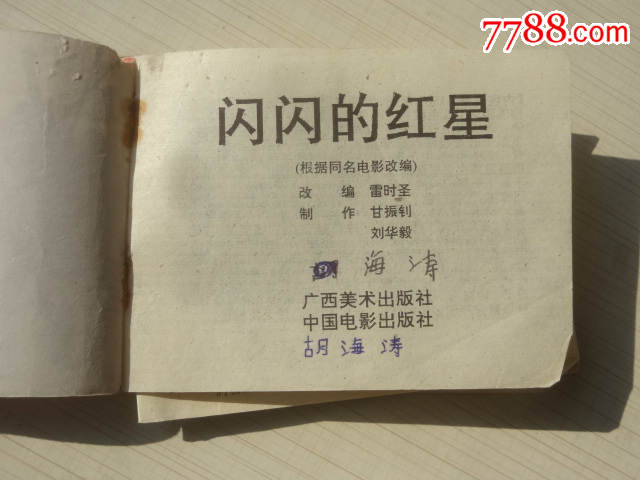 7788.com
闪闪的红星
(根据同名电影改编)
改 编 雷时圣
制 作 甘振钊
刘华毅
海涛
广西美术出版社
中国电影出版社
胡海涛